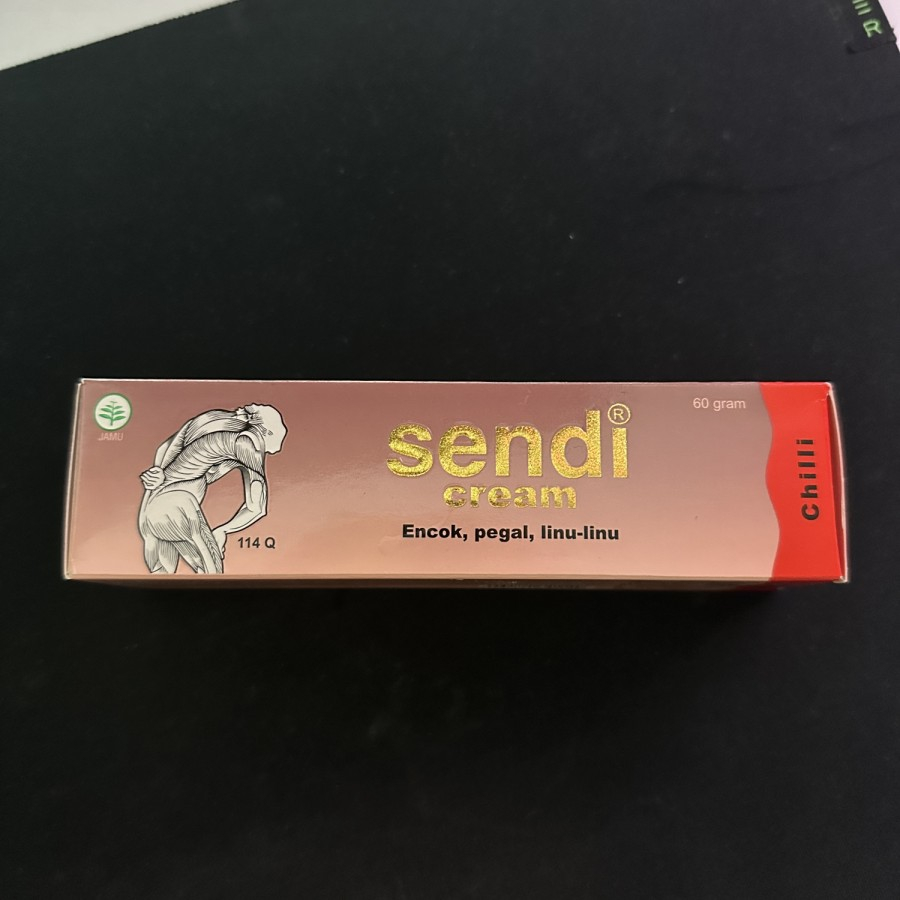 JAMU
114 Q
sendi®
cream
Encok, pegal, linu-linu
60 gram
Chilli